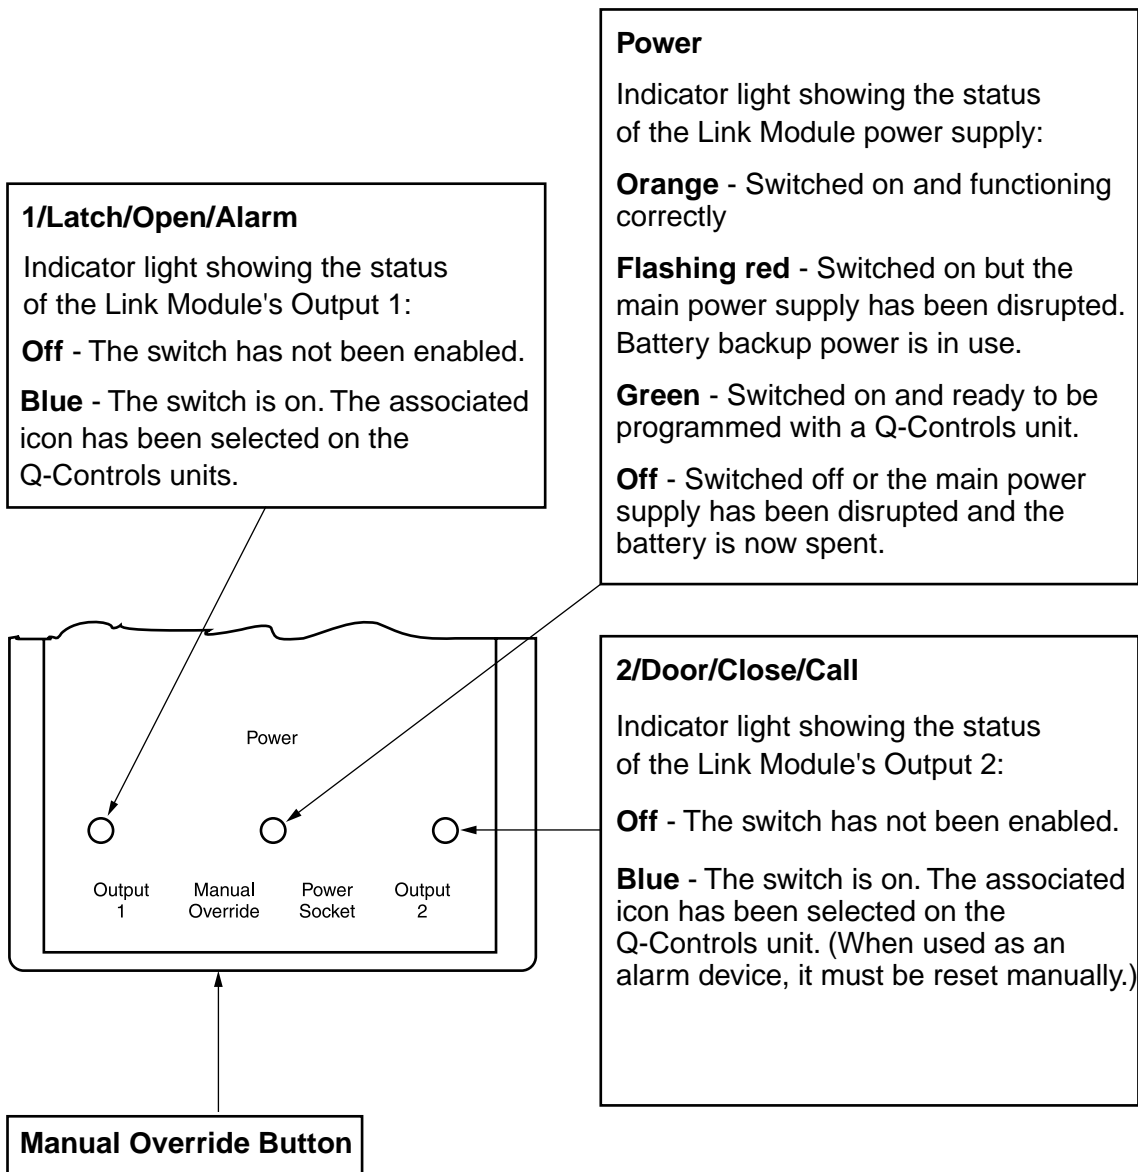 Power
Indicator light showing the status
of the Link Module power supply:
Orange - Switched on and functioning
correctly
Flashing red - Switched on but the
main power supply has been disrupted.
Battery backup power is in use.
Green - Switched on and ready to be
programmed with a Q-Controls unit.
Off - Switched off or the main power
supply has been disrupted and the
battery is now spent.
1/Latch/Open/Alarm
Indicator light showing the status
of the Link Module's Output 1:
Off - The switch has not been enabled.
Blue - The switch is on. The associated
icon has been selected on the
Q-Controls units.
Power
Output
1
Manual
Override
Power
Socket
Output
2
2/Door/Close/Call
Indicator light showing the status
of the Link Module's Output 2:
Off - The switch has not been enabled.
Blue - The switch is on. The associated
icon has been selected on the
Q-Controls unit. (When used as an
alarm device, it must be reset manually.)
Manual Override Button